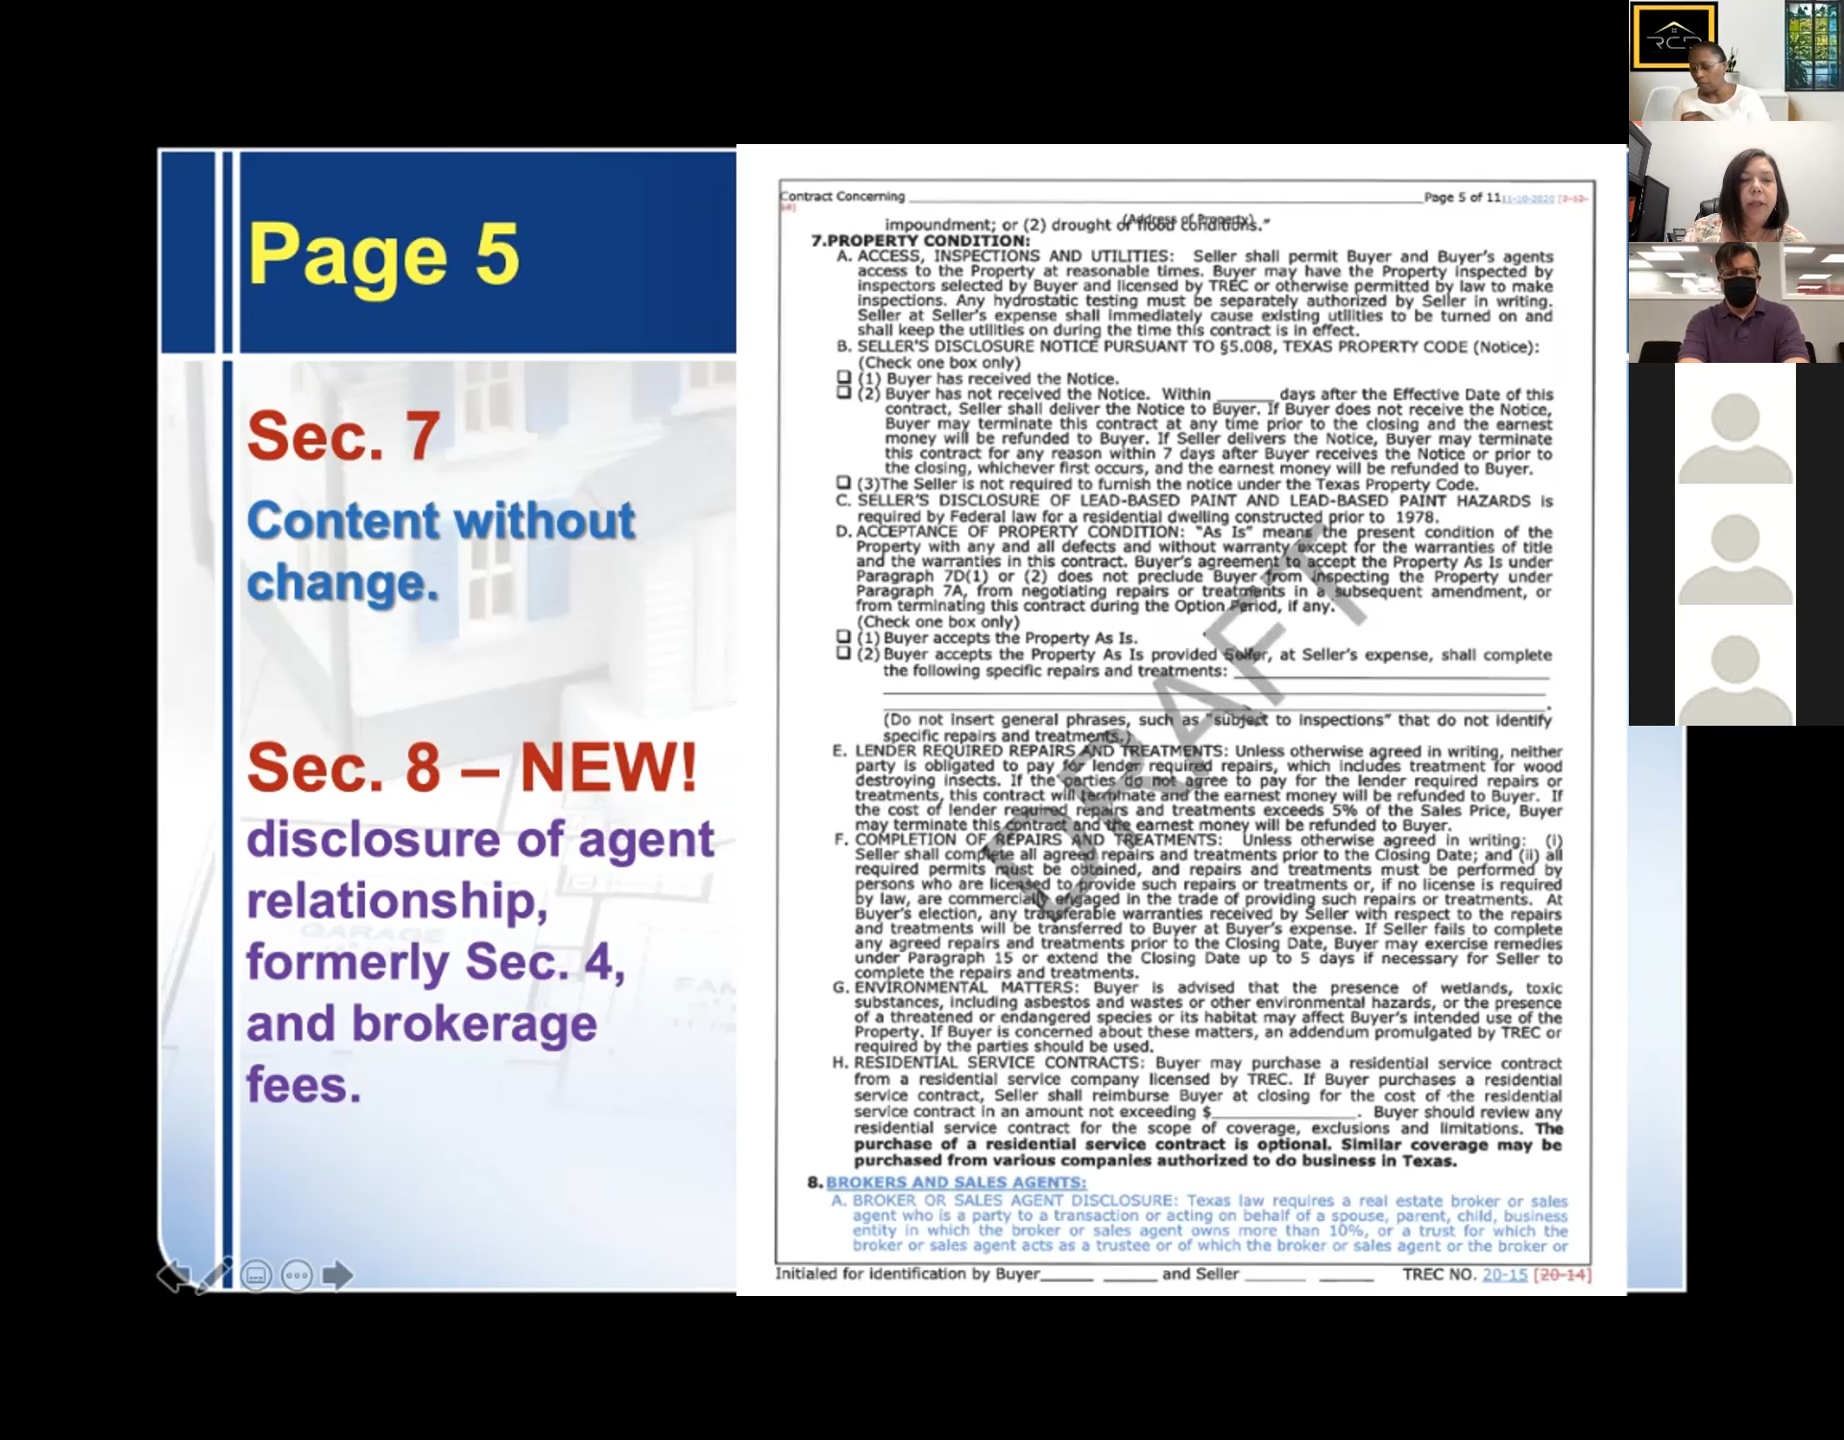 RCD
Page 5
Sec. 7
Content without
change.
Sec. 8 – NEW!
disclosure of agent
relationship,
formerly Sec. 4,
and brokerage
fees.
Contract Concerning
Page 5 of 11 11-10-2020
(Address of Property)
impoundment; or (2) drought or flood conditions."
7.PROPERTY CONDITION:
A. ACCESS, INSPECTIONS AND UTILITIES: Seller shall permit Buyer and Buyer's agents
access to the Property at reasonable times. Buyer may have the Property inspected by
inspectors selected by Buyer and licensed by TREC or otherwise permitted by law to make
inspections. Any hydrostatic testing must be separately authorized by Seller in writing.
Seller at Seller's expense shall immediately cause existing utilities to be turned on and
shall keep the utilities on during the time this contract is in effect.
B. SELLER'S DISCLOSURE NOTICE PURSUANT TO §5.008, TEXAS PROPERTY CODE (Notice):
(Check one box only)
(1) Buyer has received the Notice.
(2) Buyer has not received the Notice. Within ______ days after the Effective Date of this
contract, Seller shall deliver the Notice to Buyer. If Buyer does not receive the Notice,
Buyer may terminate this contract at any time prior to the closing and the earnest
money will be refunded to Buyer. If Seller delivers the Notice, Buyer may terminate
this contract for any reason within 7 days after Buyer receives the Notice or prior to
the closing, whichever first occurs, and the earnest money will be refunded to Buyer.
(3)The Seller is not required to furnish the notice under the Texas Property Code.
C. SELLER'S DISCLOSURE OF LEAD-BASED PAINT AND LEAD-BASED PAINT HAZARDS is
required by Federal law for a residential dwelling constructed prior to 1978.
D. ACCEPTANCE OF PROPERTY CONDITION: "As Is" means the present condition of the
Property with any and all defects and without warranty except for the warranties of title
and the warranties in this contract. Buyer's agreement to accept the Property As Is under
Paragraph 7D(1) or (2) does not preclude Buyer from inspecting the Property under
Paragraph 7A, from negotiating repairs or treatments in a subsequent amendment, or
from terminating this contract during the Option Period, if any.
(Check one box only)
(1) Buyer accepts the Property As Is.
(2) Buyer accepts the Property As Is provided Seller, at Seller's expense, shall complete
the following specific repairs and treatments:
(Do not insert general phrases, such as "subject to inspections" that do not identify
specific repairs and treatments.)
E. LENDER REQUIRED REPAIRS AND TREATMENTS: Unless otherwise agreed in writing, neither
party is obligated to pay for lender required repairs, which includes treatment for wood
destroying insects. If the parties do not agree to pay for the lender required repairs or
treatments, this contract will terminate and the earnest money will be refunded to Buyer. If
the cost of lender required repairs and treatments exceeds 5% of the Sales Price, Buyer
may terminate this contract and the earnest money will be refunded to Buyer.
F. COMPLETION OF REPAIRS AND TREATMENTS: Unless otherwise agreed in writing: (i)
Seller shall complete all agreed repairs and treatments prior to the Closing Date; and (ii) all
required permits must be obtained, and repairs and treatments must be performed by
persons who are licensed to provide such repairs or treatments or, if no license is required
by law, are commercially engaged in the trade of providing such repairs or treatments. At
Buyer's election, any transferable warranties received by Seller with respect to the repairs
and treatments will be transferred to Buyer at Buyer's expense. If Seller fails to complete
any agreed repairs and treatments prior to the Closing Date, Buyer may exercise remedies
under Paragraph 15 or extend the Closing Date up to 5 days if necessary for Seller to
complete the repairs and treatments.
G. ENVIRONMENTAL MATTERS: Buyer is advised that the presence of wetlands, toxic
substances, including asbestos and wastes or other environmental hazards, or the presence
of a threatened or endangered species or its habitat may affect Buyer's intended use of the
Property. If Buyer is concerned about these matters, an addendum promulgated by TREC or
required by the parties should be used.
H. RESIDENTIAL SERVICE CONTRACTS: Buyer may purchase a residential service contract
from a residential service company licensed by TREC. If Buyer purchases a residential
service contract, Seller shall reimburse Buyer at closing for the cost of the residential
service contract in an amount not exceeding $______________. Buyer should review any
residential service contract for the scope of coverage, exclusions and limitations. The
purchase of a residential service contract is optional. Similar coverage may be
purchased from various companies authorized to do business in Texas.
8. BROKERS AND SALES AGENTS:
A. BROKER OR SALES AGENT DISCLOSURE: Texas law requires a real estate broker or sales
agent who is a party to a transaction or acting on behalf of a spouse, parent, child, business
entity in which the broker or sales agent owns more than 10%, or a trust for which the
broker or sales agent acts as a trustee or of which the broker or sales agent or the broker or
Initialed for identification by Buyer______ ______ and Seller ______ ______ TREC NO. 20-15 [20-14]
DRAFT